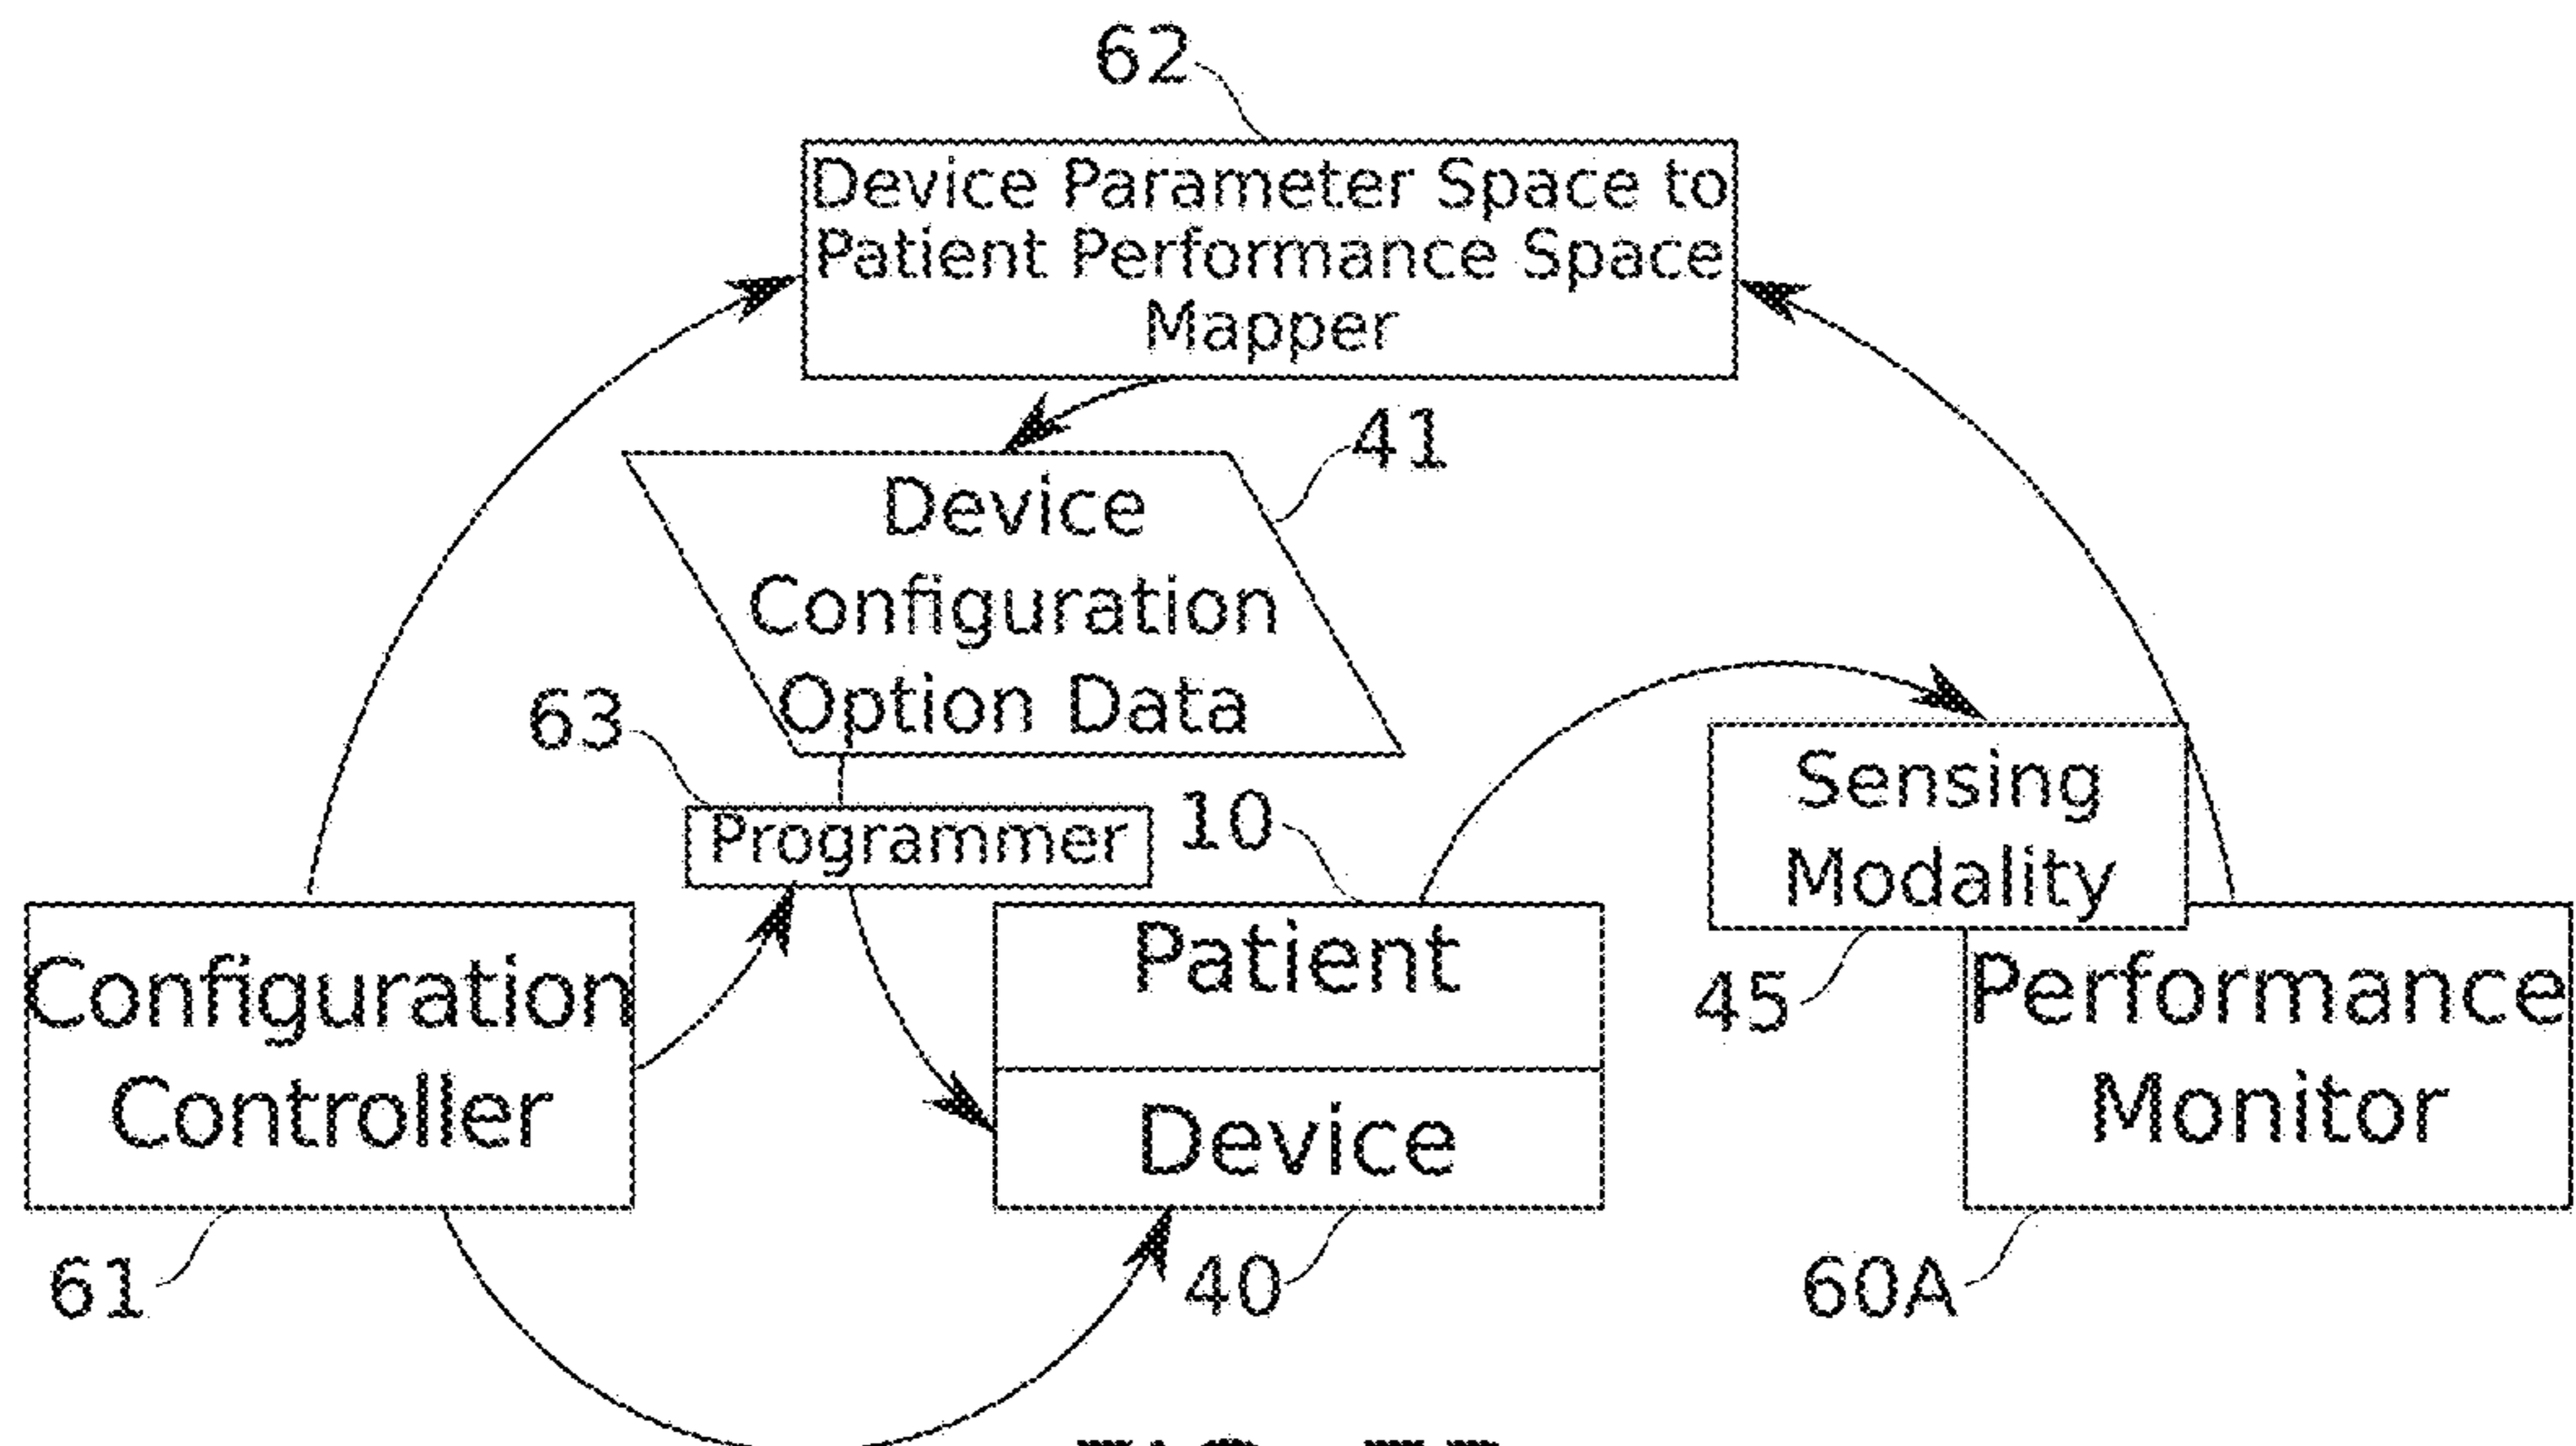 62
Device Parameter Space to
Patient Performance Space
Mapper
41
Device
Configuration
Option Data
63
Programmer
10
Sensing
Modality
Configuration
Controller
Patient
Device
45
Performance
Monitor
61
40
60A